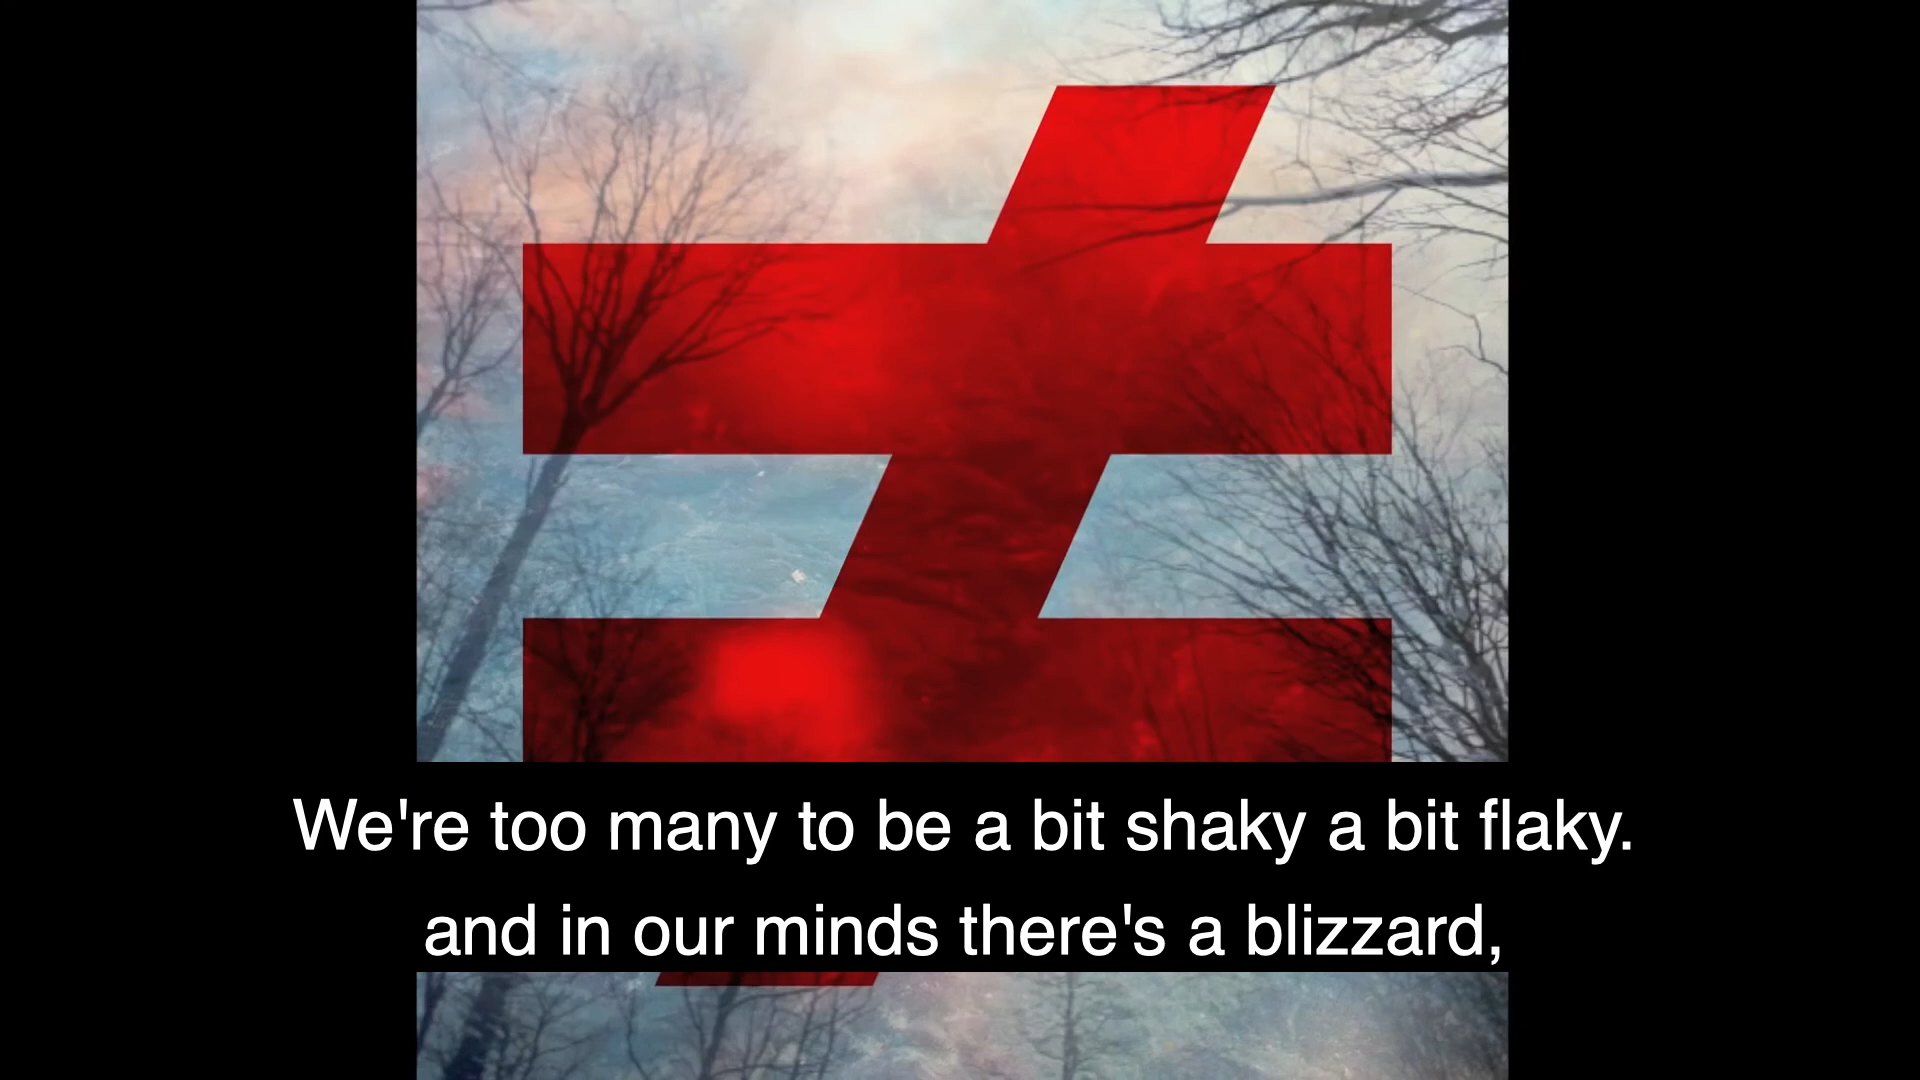 We're too many to be a bit shaky a bit flaky.
and in our minds there's a blizzard,